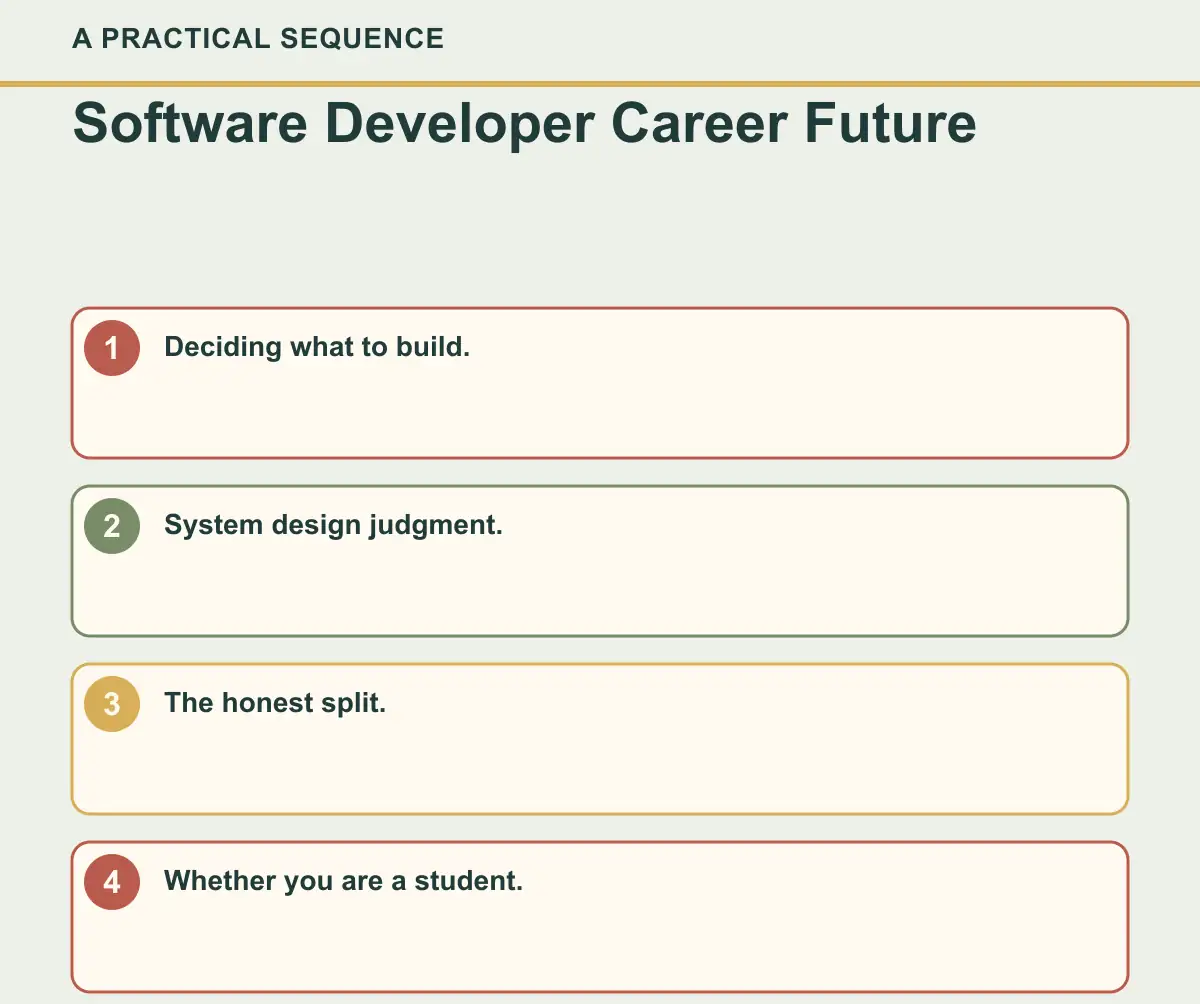 A PRACTICAL SEQUENCE
Software Developer Career Future
1
Deciding what to build.
2
System design judgment.
3
The honest split.
4
Whether you are a student.